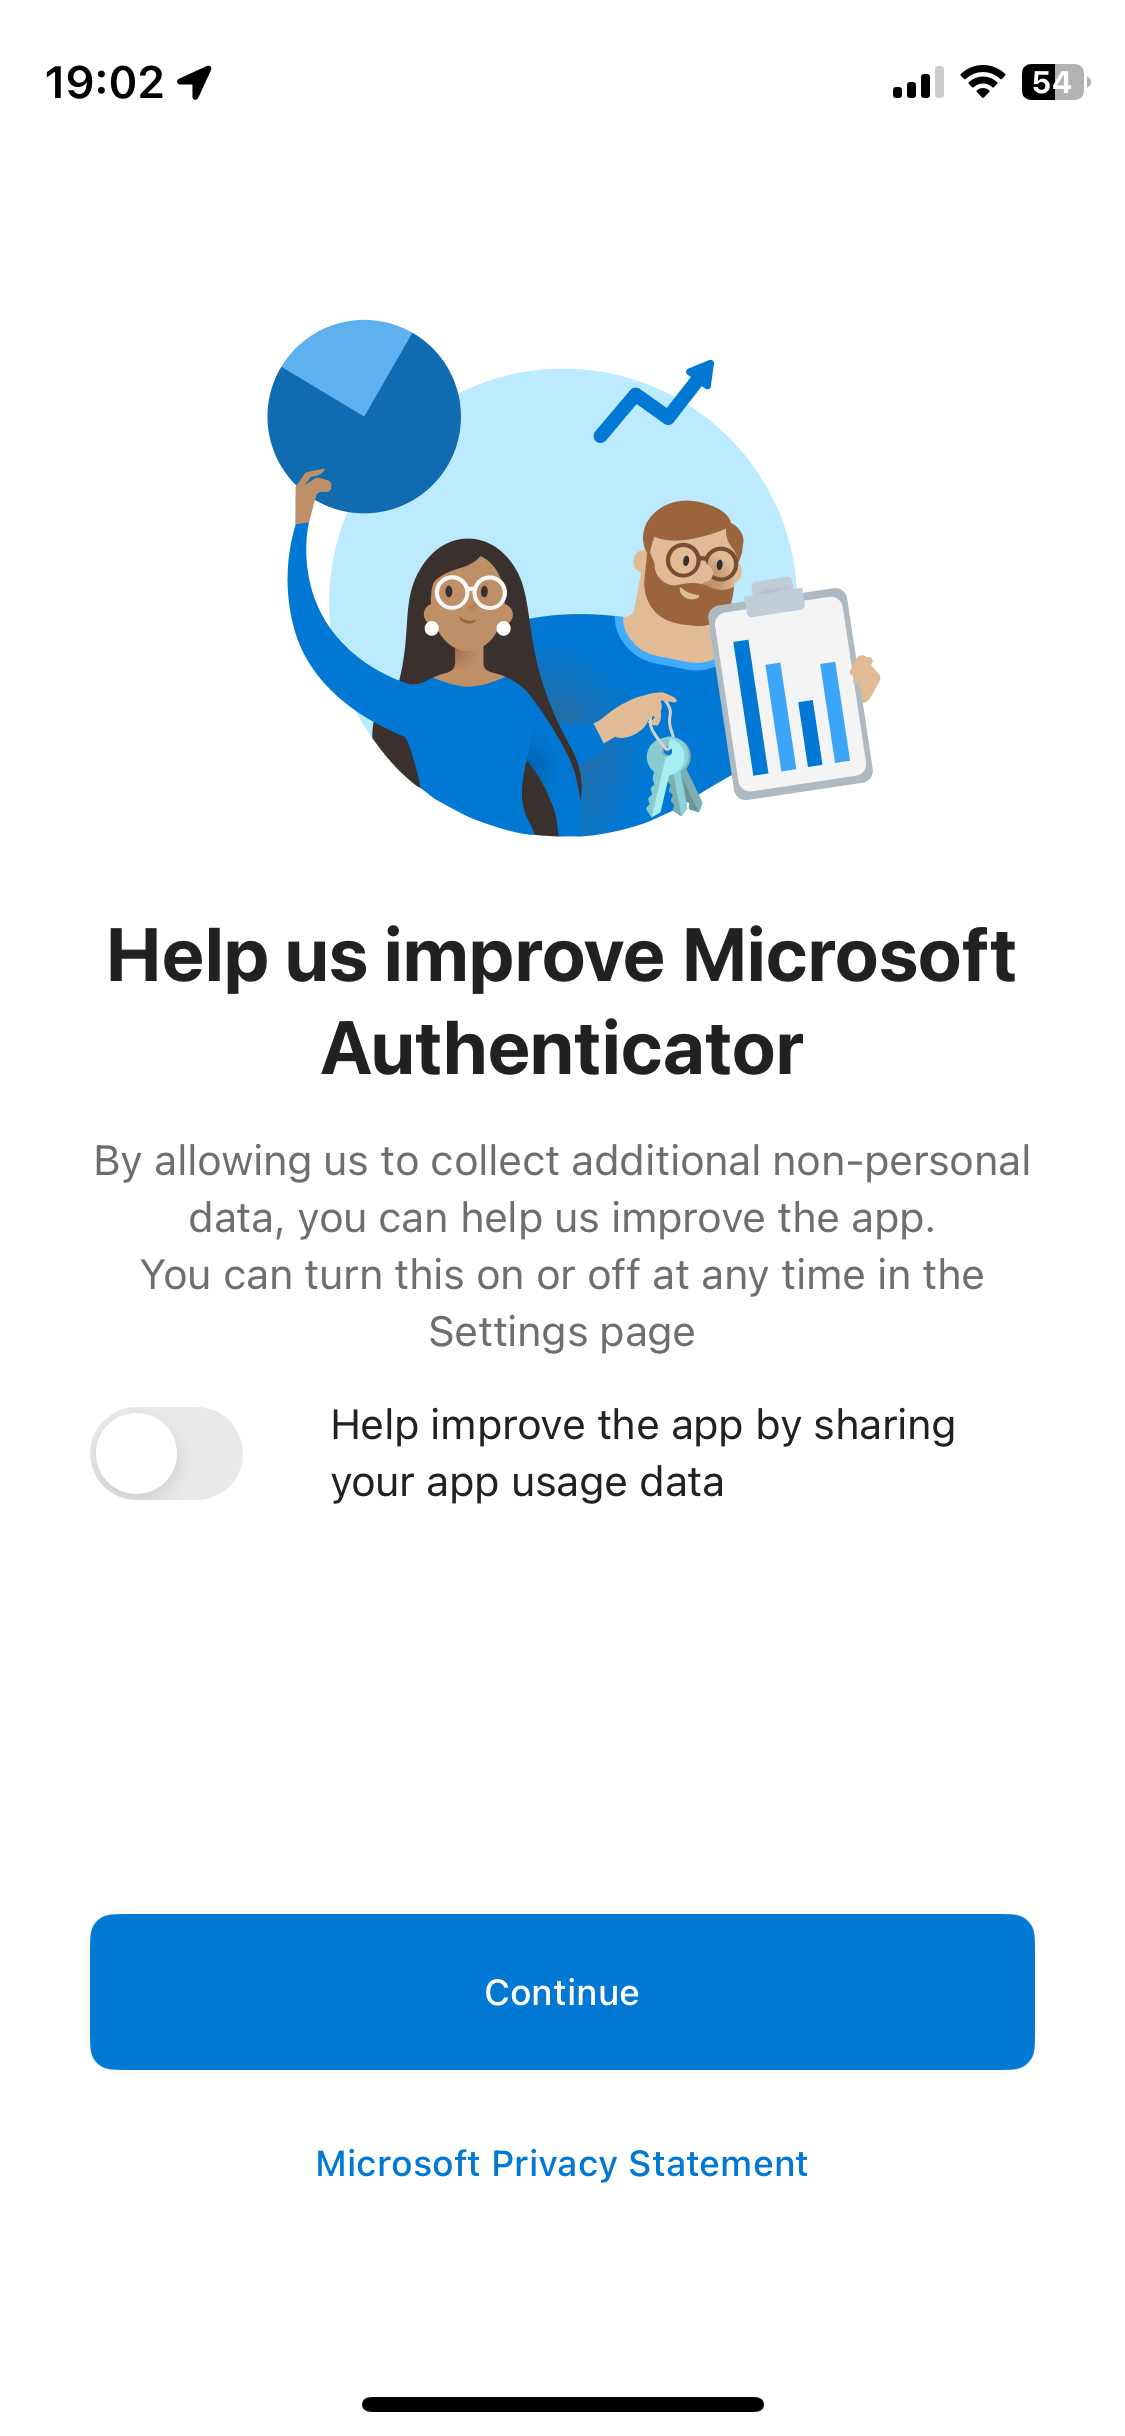 19:02
54
Help us improve Microsoft
Authenticator
By allowing us to collect additional non-personal
data, you can help us improve the app.
You can turn this on or off at any time in the
Settings page
Help improve the app by sharing
your app usage data
Continue
Microsoft Privacy Statement